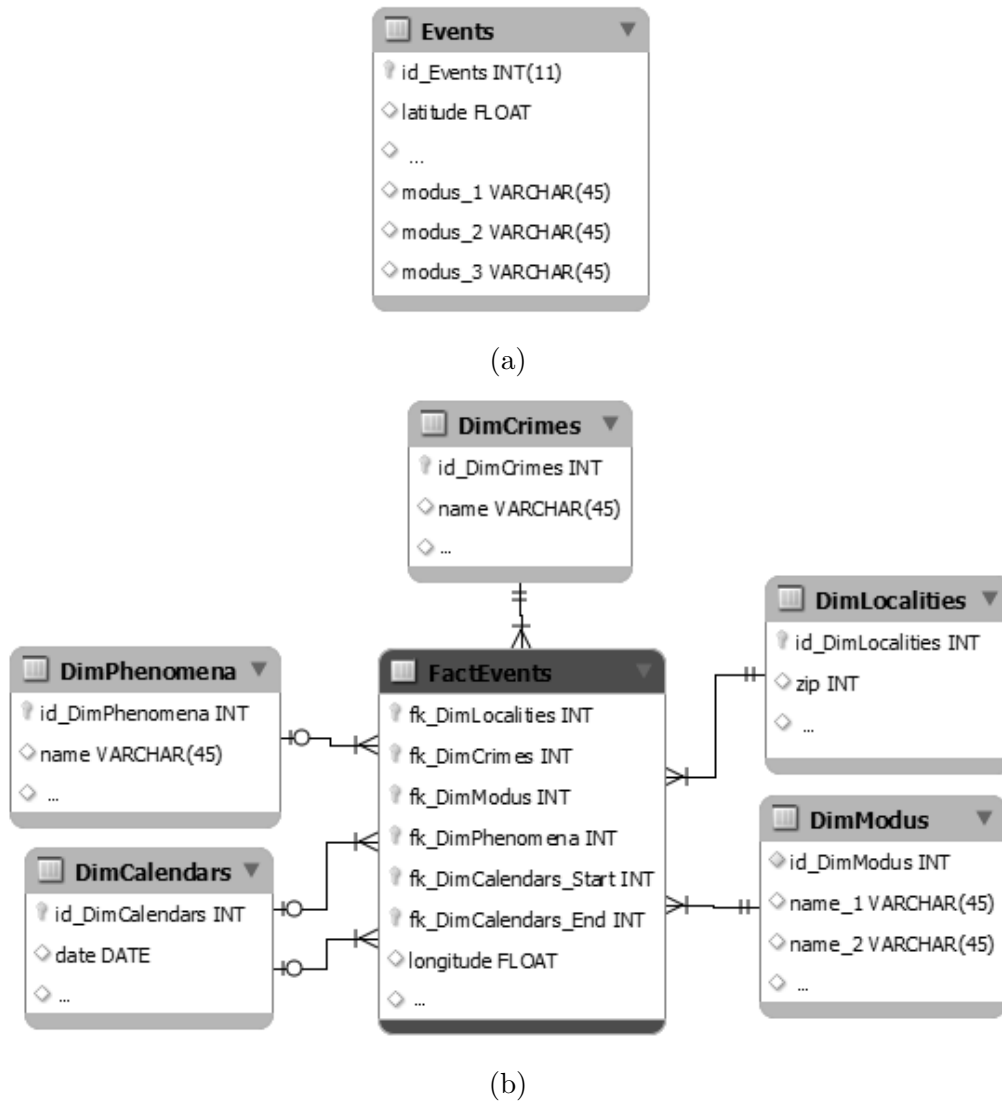 Events
id_Events INT(11)
latitude FLOAT
...
modus_1 VARCHAR(45)
modus_2 VARCHAR(45)
modus_3 VARCHAR(45)
(a)
DimCrimes
id_DimCrimes INT
name VARCHAR(45)
...
DimPhenomena
id_DimPhenomena INT
name VARCHAR(45)
...
DimCalendars
id_DimCalendars INT
date DATE
...
FactEvents
fk_DimLocalities INT
fk_DimCrimes INT
fk_DimModus INT
fk_DimPhenomena INT
fk_DimCalendars_Start INT
fk_DimCalendars_End INT
longitude FLOAT
...
DimLocalities
id_DimLocalities INT
zip INT
...
DimModus
id_DimModus INT
name_1 VARCHAR(45)
name_2 VARCHAR(45)
...
(b)